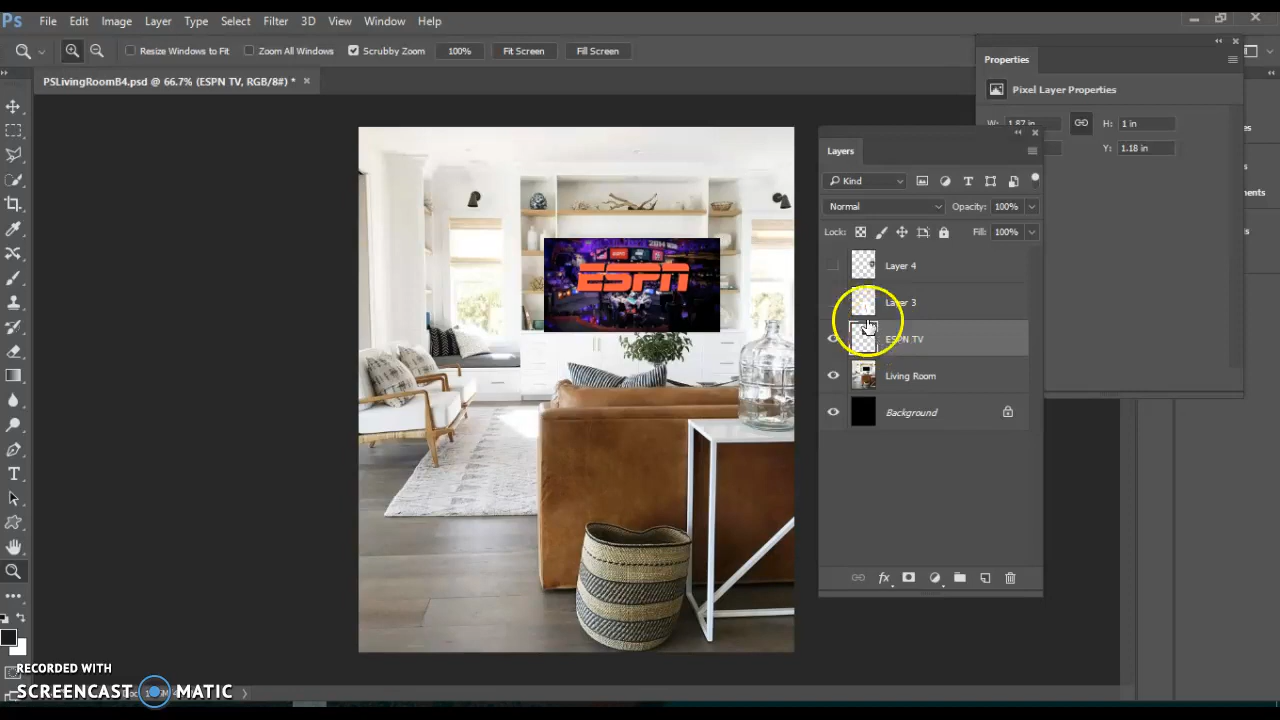 Ps File Edit Image Layer Type Select Filter 3D View Window Help
Resize Windows to Fit Zoom All Windows Scrubby Zoom 100% Fit Screen Fill Screen
PSLivingRoomB4.psd @ 66.7% (ESPN TV, RGB/8#) *
Properties
Pixel Layer Properties
W: 1.87 in H: 1 in
Y: 1.18 in
Layers
Kind
Normal Opacity: 100%
Lock: Fill: 100%
Layer 4
Layer 3
ESPN TV
Living Room
Background
fx
2014
ESPN
RECORDED WITH
SCREENCAST MATIC